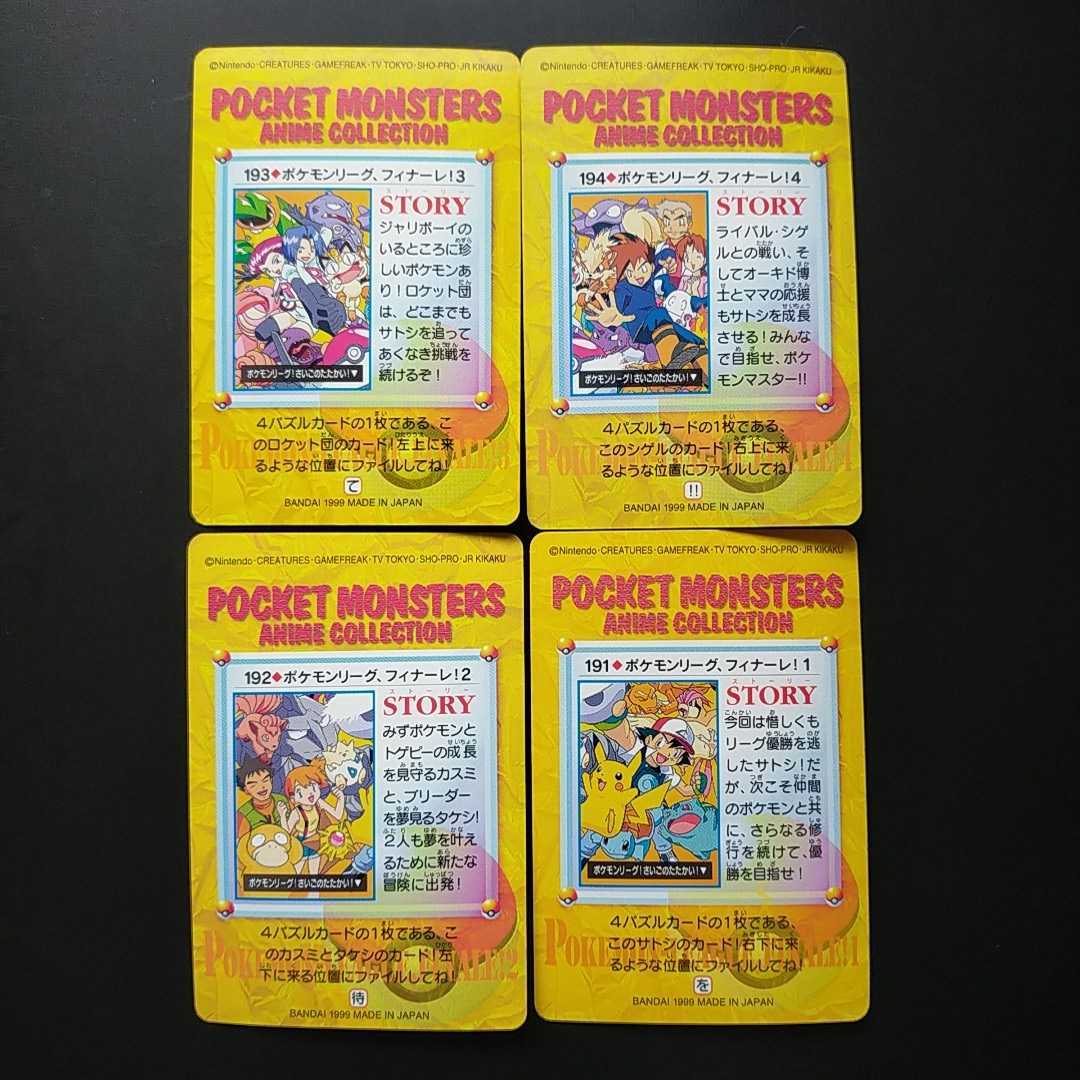 ©Nintendo・CREATURES・GAMEFREAK・TV TOKYO・SHO-PRO・JR KIKAKU
POCKET MONSTERS
ANIME COLLECTION
193◆ポケモンリーグ、フィナーレ!3
ストーリー
STORY
ジャリボーイの
いるところに珍
しいポケモンあ
り!ロケット団
は、どこまでも
サトシを追って
あくなき挑戦を
続けるぞ!
ポケモンリーグ!さいごのたたかい!▼
4パズルカードの1枚である、こ
のロケット団のカード!左上に来
るような位置にファイルしてね!
て
BANDAI 1999 MADE IN JAPAN
©Nintendo・CREATURES・GAMEFREAK・TV TOKYO・SHO-PRO・JR KIKAKU
POCKET MONSTERS
ANIME COLLECTION
194◆ポケモンリーグ、フィナーレ!4
ストーリー
STORY
ライバル・シゲ
ルとの戦い、そ
してオーキド博
士とママの応援
もサトシを成長
させる!みんな
で目指せ、ポケ
モンマスター!!
ポケモンリーグ!さいごのたたかい!▼
4パズルカードの1枚である、
このシゲルのカード!右上に来
るような位置にファイルしてね!
!!
BANDAI 1999 MADE IN JAPAN
©Nintendo・CREATURES・GAMEFREAK・TV TOKYO・SHO-PRO・JR KIKAKU
POCKET MONSTERS
ANIME COLLECTION
192◆ポケモンリーグ、フィナーレ!2
ストーリー
STORY
みずポケモンと
トゲピーの成長
を見守るカスミ
と、ブリーダー
を夢見るタケシ!
2人も夢を叶え
るために新たな
冒険に出発!
ポケモンリーグ!さいごのたたかい!▼
4パズルカードの1枚である、こ
のカスミとタケシのカード!左
下に来る位置にファイルしてね!
待
BANDAI 1999 MADE IN JAPAN
©Nintendo・CREATURES・GAMEFREAK・TV TOKYO・SHO-PRO・JR KIKAKU
POCKET MONSTERS
ANIME COLLECTION
191◆ポケモンリーグ、フィナーレ!1
ストーリー
STORY
今回は惜しくも
リーグ優勝を逃
したサトシ!だ
が、次こそ仲間
のポケモンと共
に、さらなる修
行を続けて、優
勝を目指せ!
ポケモンリーグ!さいごのたたかい!▼
4パズルカードの1枚である、
このサトシのカード!右下に来
るような位置にファイルしてね!
を
BANDAI 1999 MADE IN JAPAN